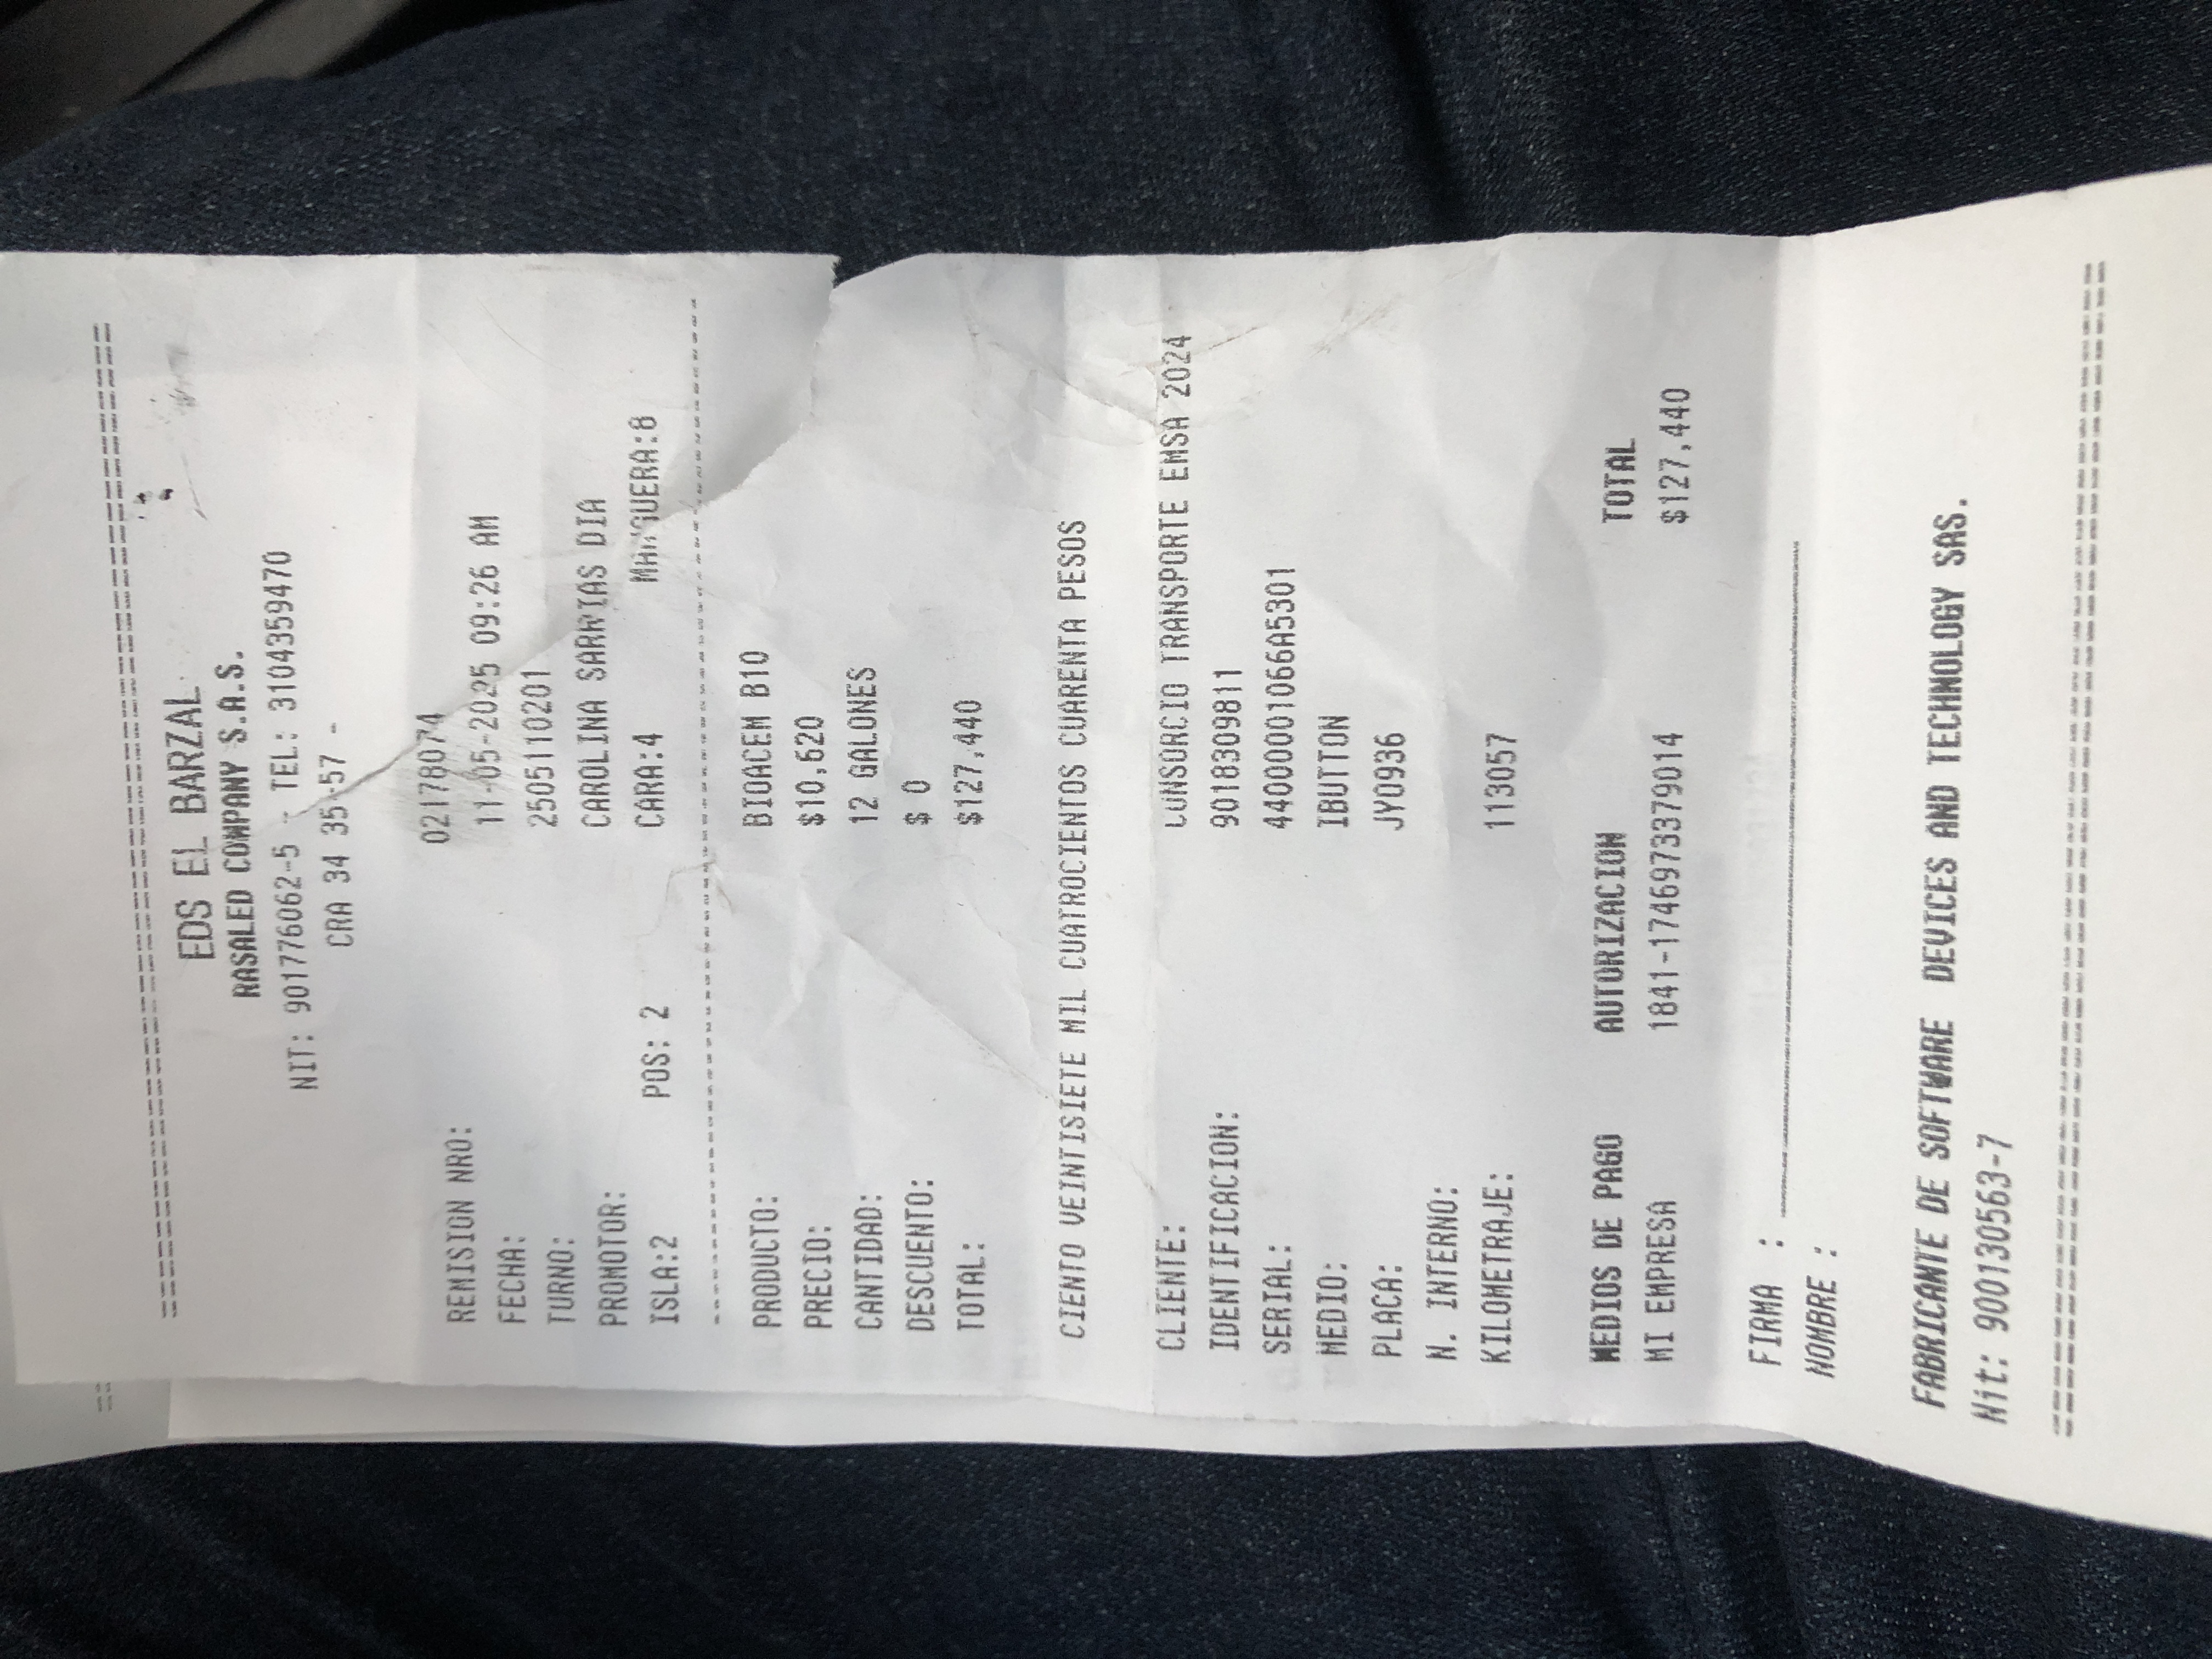 EDS EL BARZAL
RASALED COMPANY S.A.S.
NIT: 901776062-5 - TEL: 3104359470
CRA 34 35-57 -
REMISION NRO: 02178074
FECHA: 11-05-2025 09:26 AM
TURNO: 2505110201
PROMOTOR: CAROLINA SARRIAS DIA
ISLA:2 POS: 2 CARA:4 MANGUERA:8
PRODUCTO: BIOACEM B10
PRECIO: $10,620
CANTIDAD: 12 GALONES
DESCUENTO: $ 0
TOTAL: $127,440
CIENTO VEINTISIETE MIL CUATROCIENTOS CUARENTA PESOS
CLIENTE: CONSORCIO TRANSPORTE EMSA 2024
IDENTIFICACION: 9018309811
SERIAL: 4400001066A5301
MEDIO: IBUTTON
PLACA: JYO936
N. INTERNO:
KILOMETRAJE: 113057
MEDIOS DE PAGO AUTORIZACION TOTAL
MI EMPRESA 1841-1746973379014 $127,440
FIRMA :
NOMBRE :
FABRICANTE DE SOFTWARE DEVICES AND TECHNOLOGY SAS.
Nit: 900130563-7